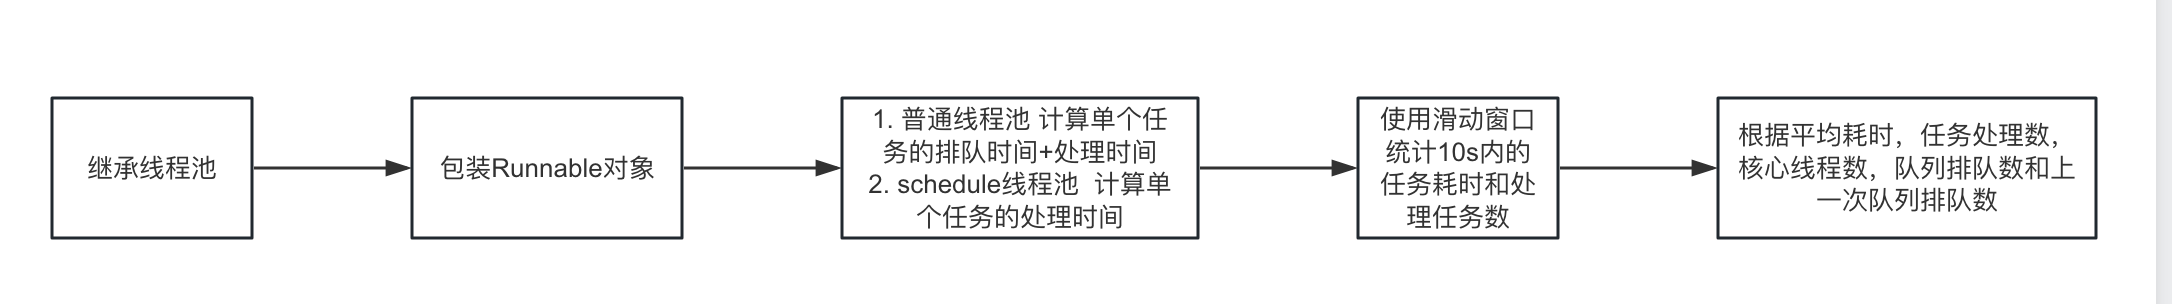 继承线程池
包装Runnable对象
1. 普通线程池 计算单个任
务的排队时间+处理时间
2. schedule线程池  计算单
个任务的处理时间
使用滑动窗口
统计10s内的
任务耗时和处
理任务数
根据平均耗时，任务处理数，
核心线程数，队列排队数和上
一次队列排队数